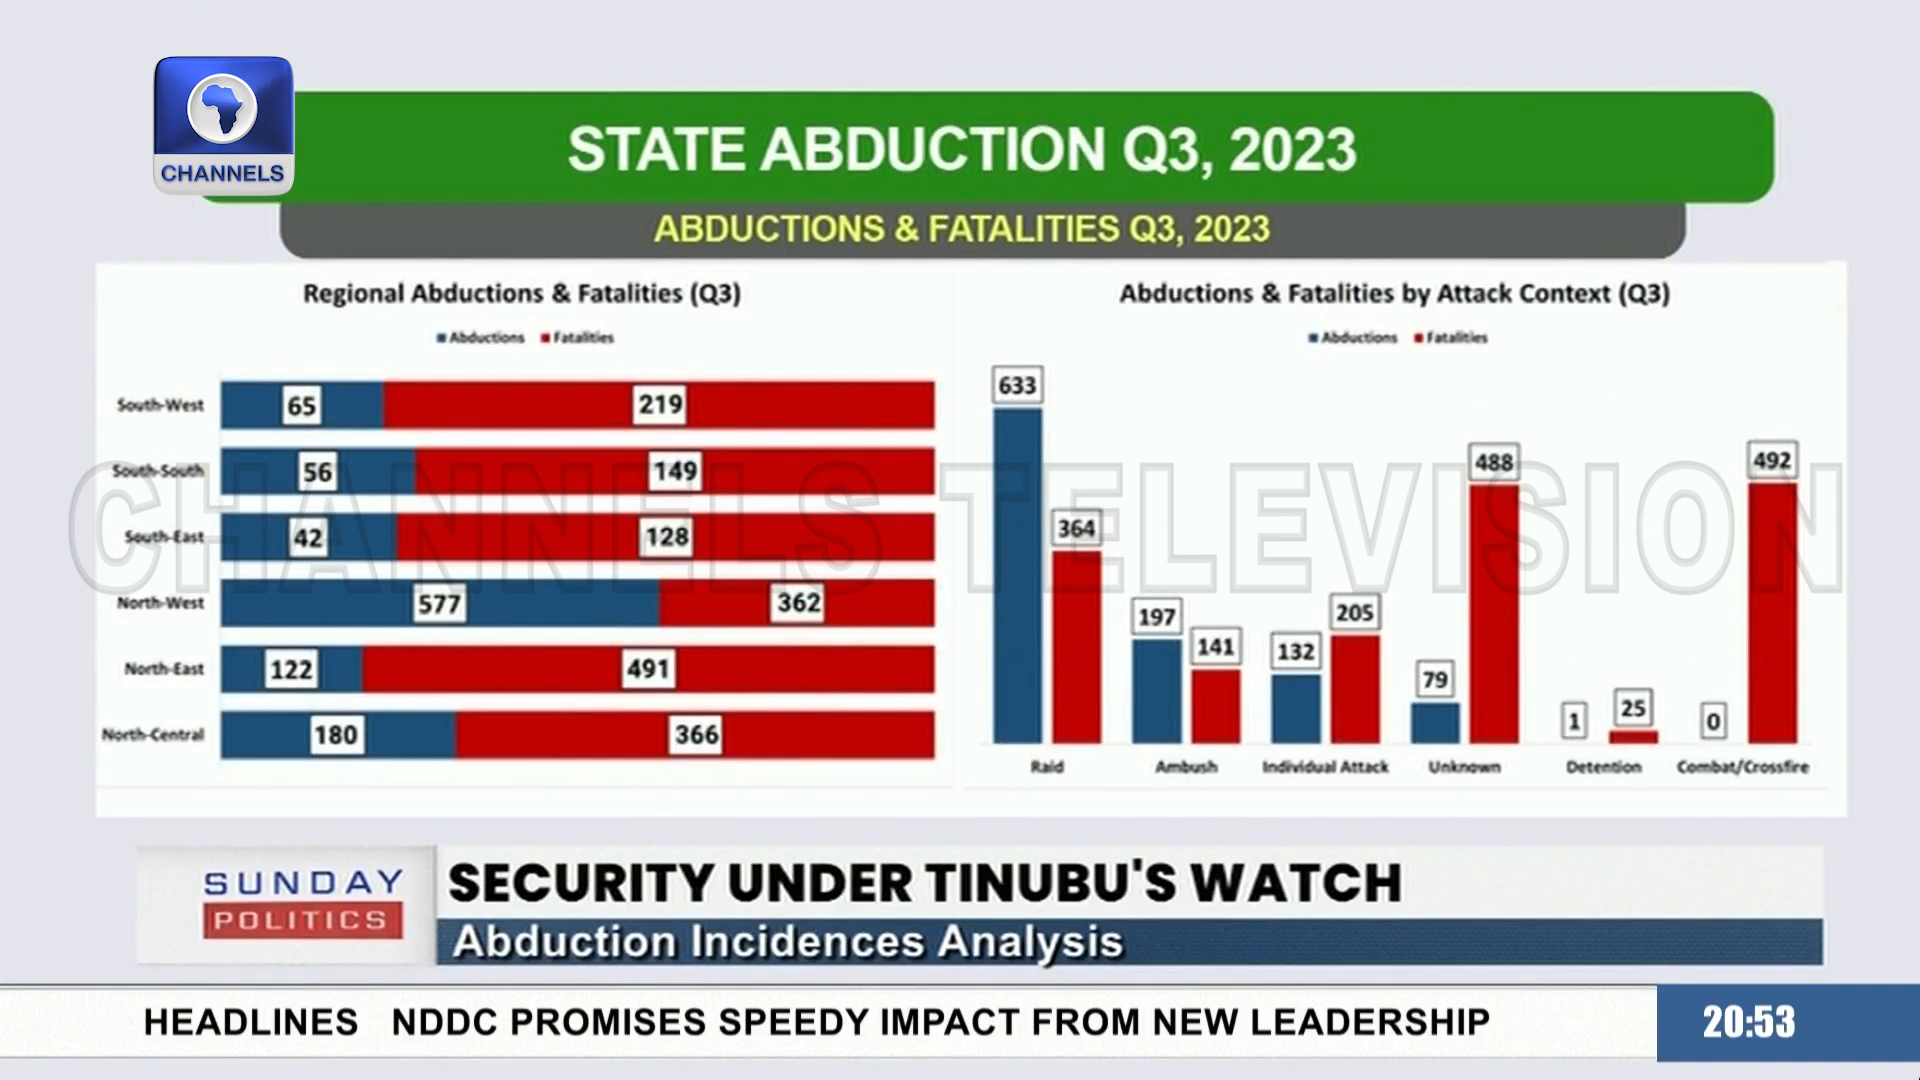 CHANNELS
STATE ABDUCTION Q3, 2023
ABDUCTIONS & FATALITIES Q3, 2023
Regional Abductions & Fatalities (Q3)
Abductions Fatalities
South-West 65 219
South-South 56 149
South-East 42 128
North-West 577 362
North-East 122 491
North-Central 180 366
Abductions & Fatalities by Attack Context (Q3)
Abductions Fatalities
633 364 197 141 132 205 79 488 1 25 0 492
Raid Ambush Individual Attack Unknown Detention Combat/Crossfire
CHANNELS TELEVISION
SUNDAY
POLITICS
SECURITY UNDER TINUBU'S WATCH
Abduction Incidences Analysis
HEADLINES NDDC PROMISES SPEEDY IMPACT FROM NEW LEADERSHIP
20:53